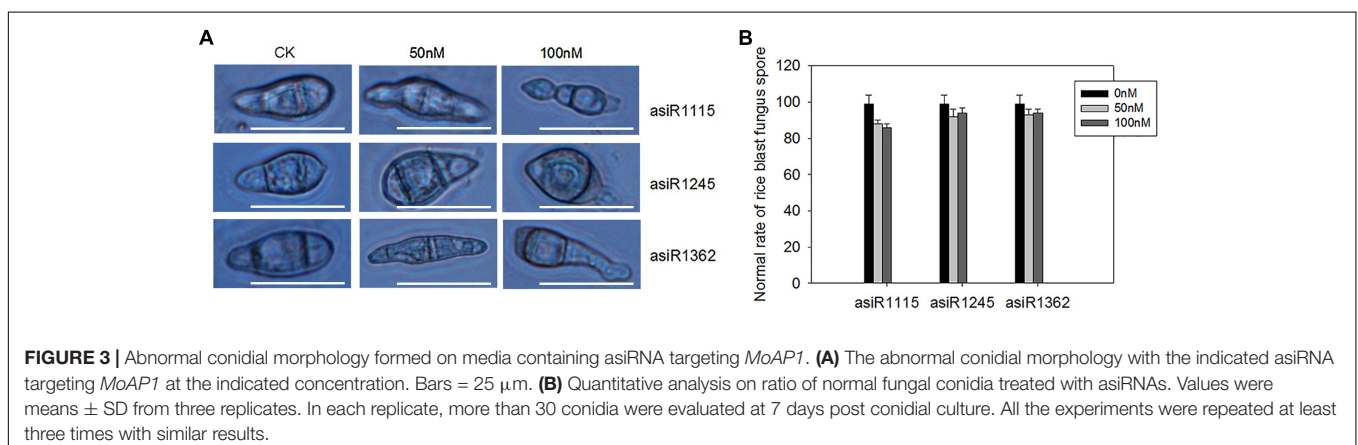 A
CK 50nM 100nM
asiR1115
asiR1245
asiR1362
B
Normal rate of rice blast fungus spore
120
100
80
60
40
20
0
asiR1115 asiR1245 asiR1362
0nM
50nM
100nM
FIGURE 3 | Abnormal conidial morphology formed on media containing asiRNA targeting MoAP1. (A) The abnormal conidial morphology with the indicated asiRNA
targeting MoAP1 at the indicated concentration. Bars = 25 μm. (B) Quantitative analysis on ratio of normal fungal conidia treated with asiRNAs. Values were
means ± SD from three replicates. In each replicate, more than 30 conidia were evaluated at 7 days post conidial culture. All the experiments were repeated at least
three times with similar results.